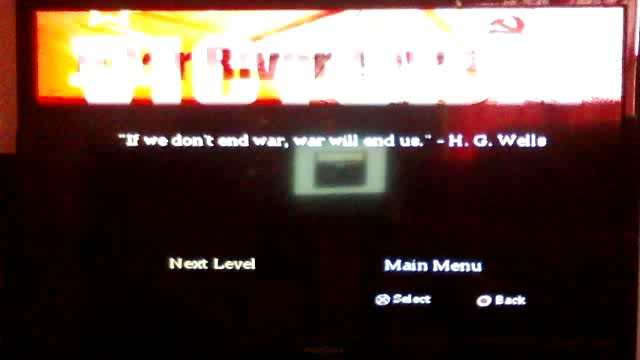 "If we don't end war, war will end us." - H. G. Wells
Next Level
Main Menu
Select
Back